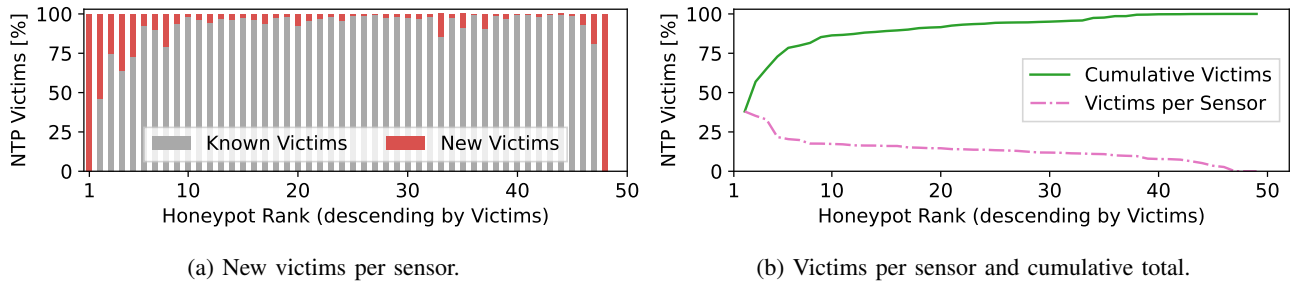 NTP Victims [%]
100
75
50
25
0
Known Victims
New Victims
1 10 20 30 40 50
Honeypot Rank (descending by Victims)
(a) New victims per sensor.
NTP Victims [%]
100
75
50
25
0
Cumulative Victims
Victims per Sensor
1 10 20 30 40 50
Honeypot Rank (descending by Victims)
(b) Victims per sensor and cumulative total.